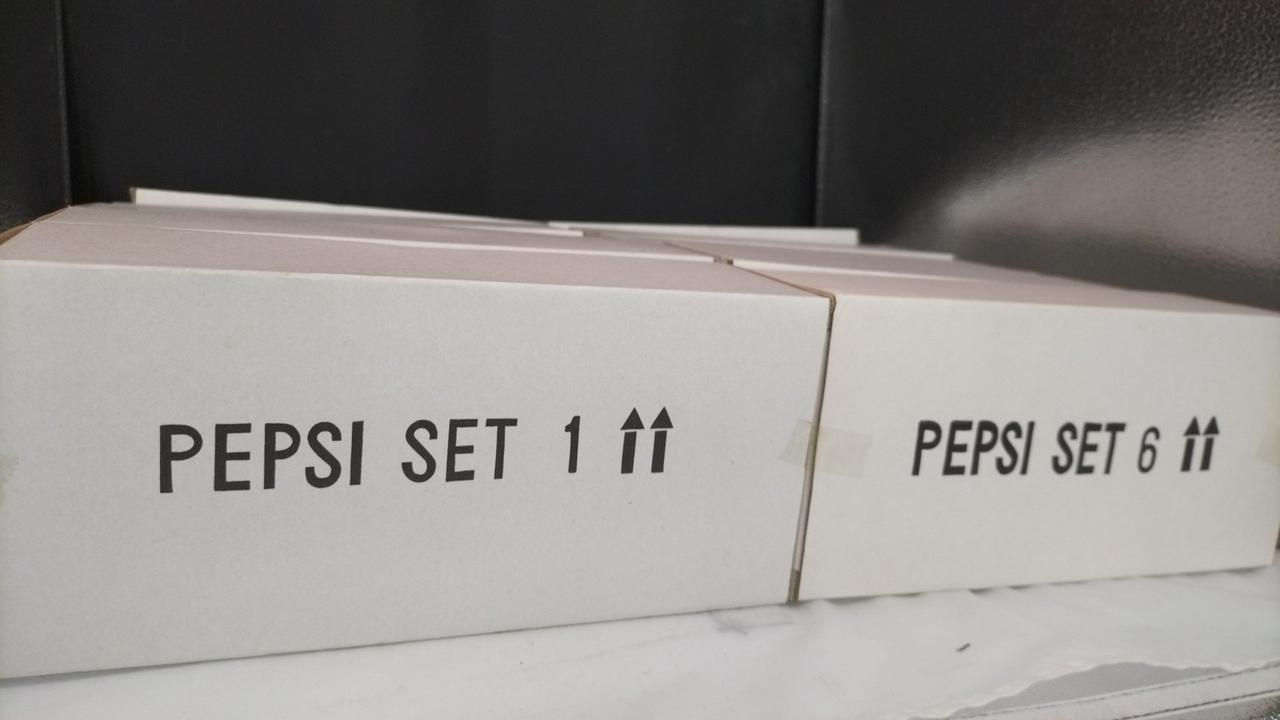 PEPSI SET 1 ⇈
PEPSI SET 6 ⇈